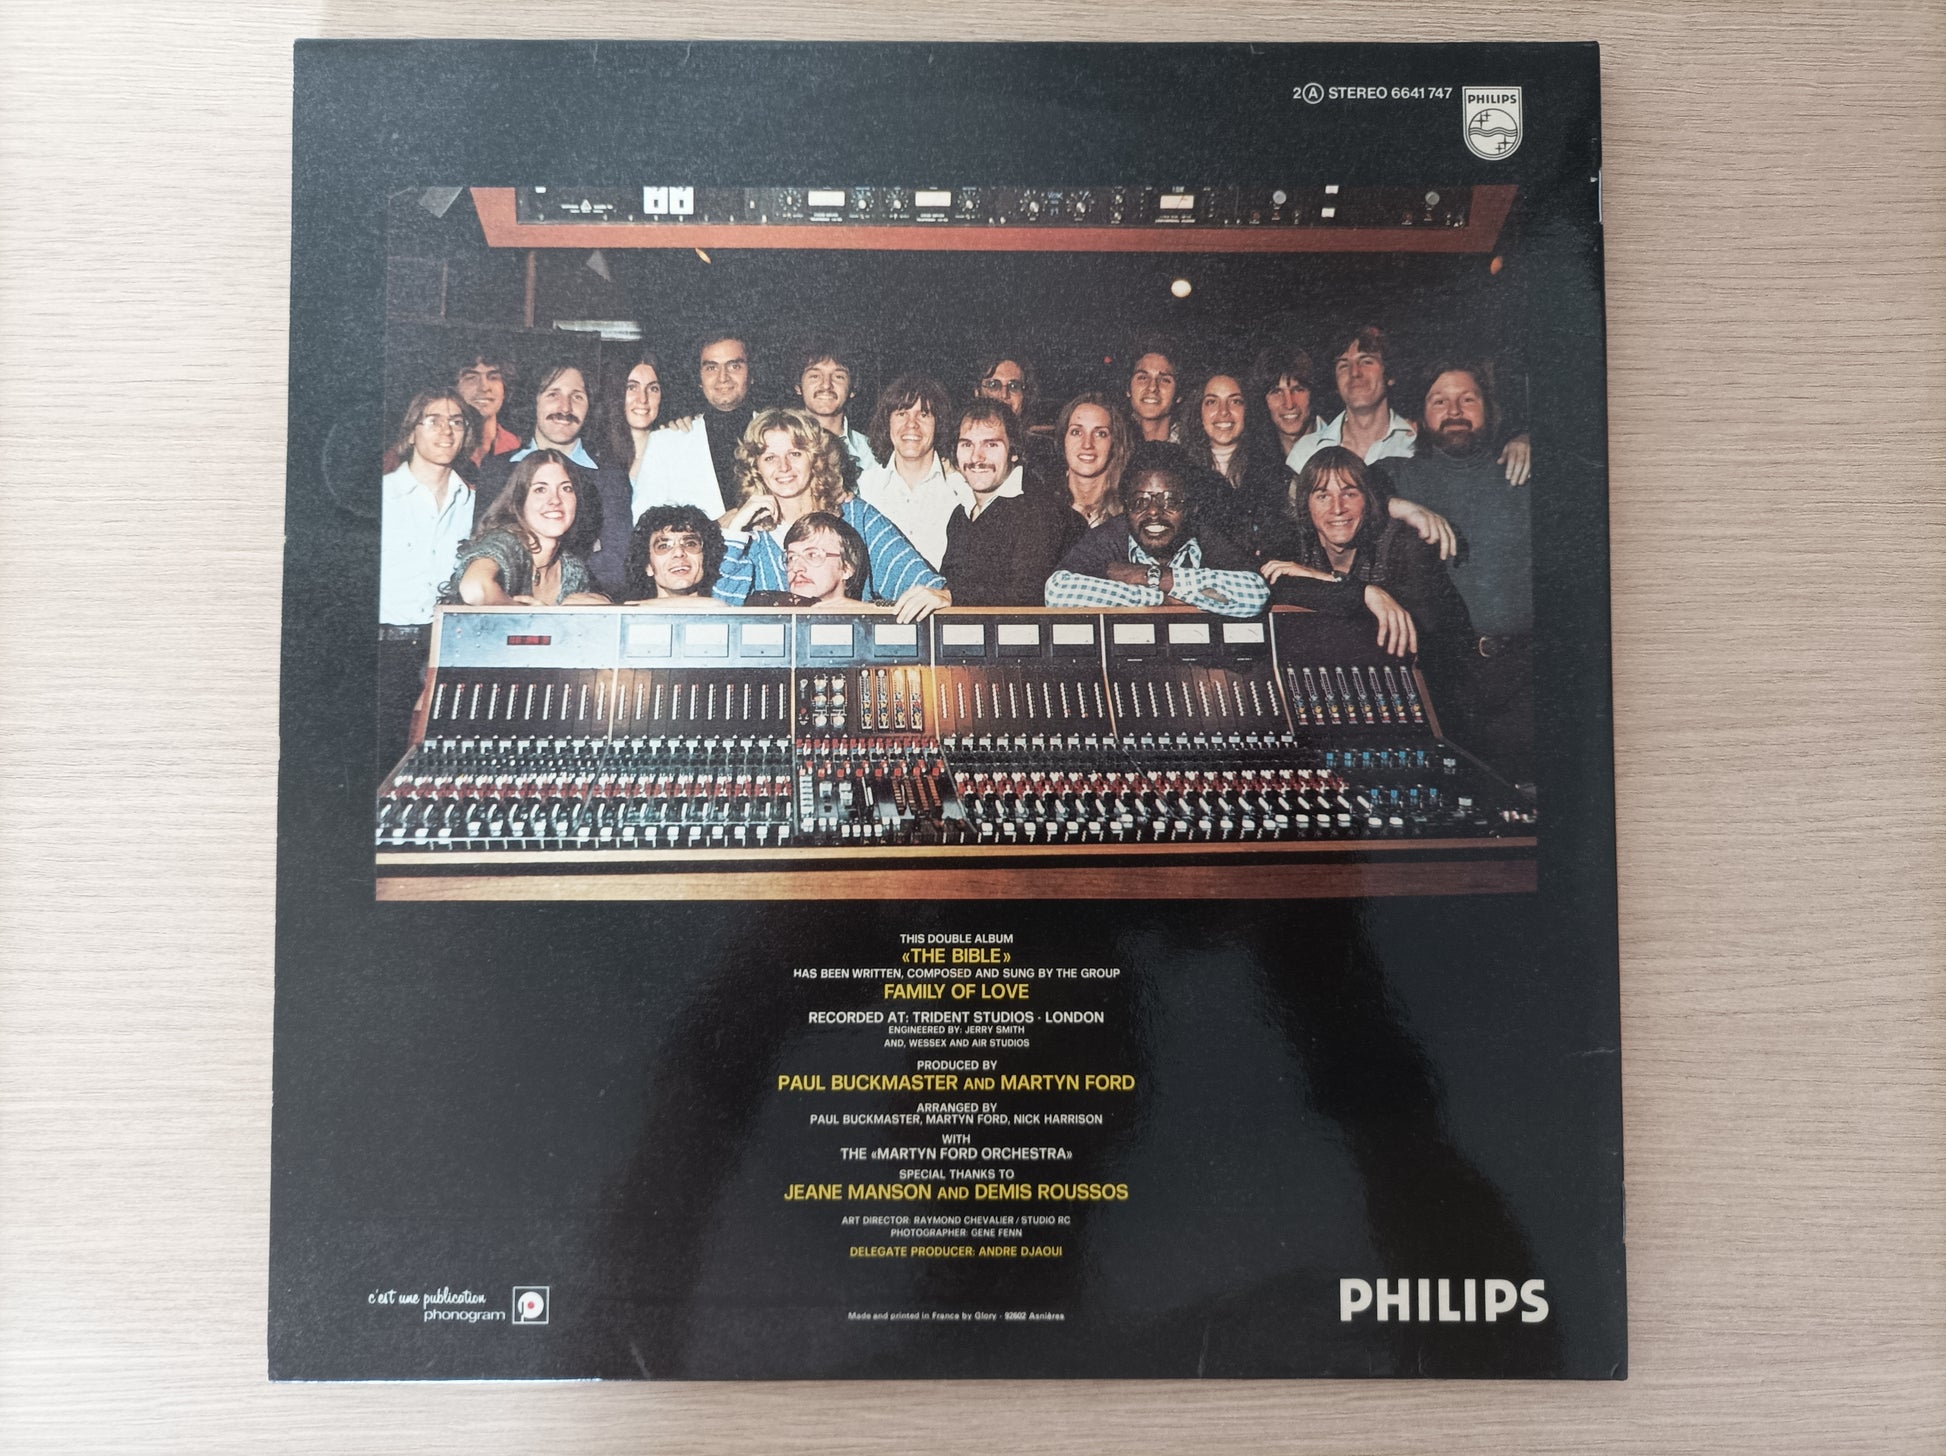 2 A STEREO 6641 747
PHILIPS
THIS DOUBLE ALBUM
«THE BIBLE»
HAS BEEN WRITTEN, COMPOSED AND SUNG BY THE GROUP
FAMILY OF LOVE
RECORDED AT: TRIDENT STUDIOS - LONDON
ENGINEERED BY: JERRY SMITH
AND, WESSEX AND AIR STUDIOS
PRODUCED BY
PAUL BUCKMASTER AND MARTYN FORD
ARRANGED BY
PAUL BUCKMASTER, MARTYN FORD, NICK HARRISON
WITH
THE «MARTYN FORD ORCHESTRA»
SPECIAL THANKS TO
JEANE MANSON AND DEMIS ROUSSOS
ART DIRECTOR: RAYMOND CHEVALIER / STUDIO RC
PHOTOGRAPHER: GENE FENN
DELEGATE PRODUCER: ANDRE DJAOUI
c'est une publication
phonogram
Made and printed in France by Glory - 92602 Asnières
PHILIPS